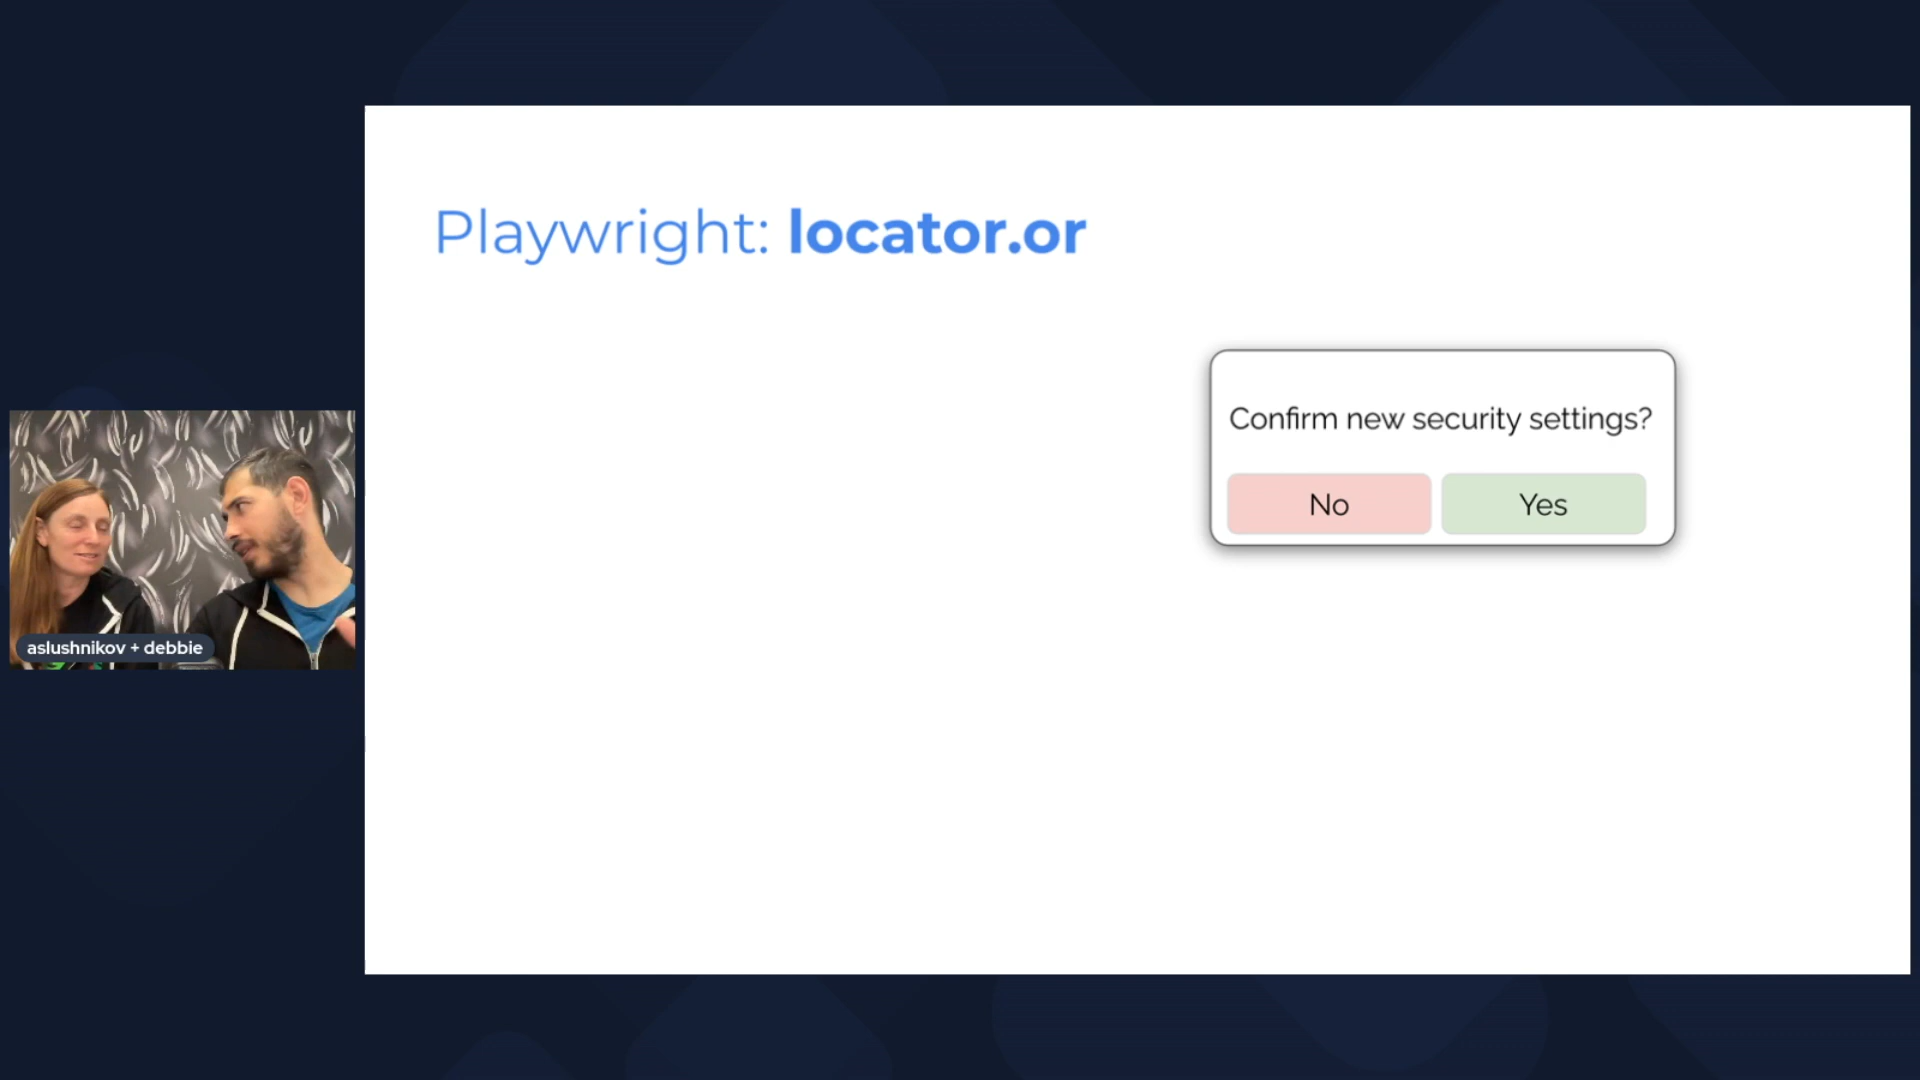 Playwright: locator.or
Confirm new security settings?
No
Yes
aslushnikov + debbie